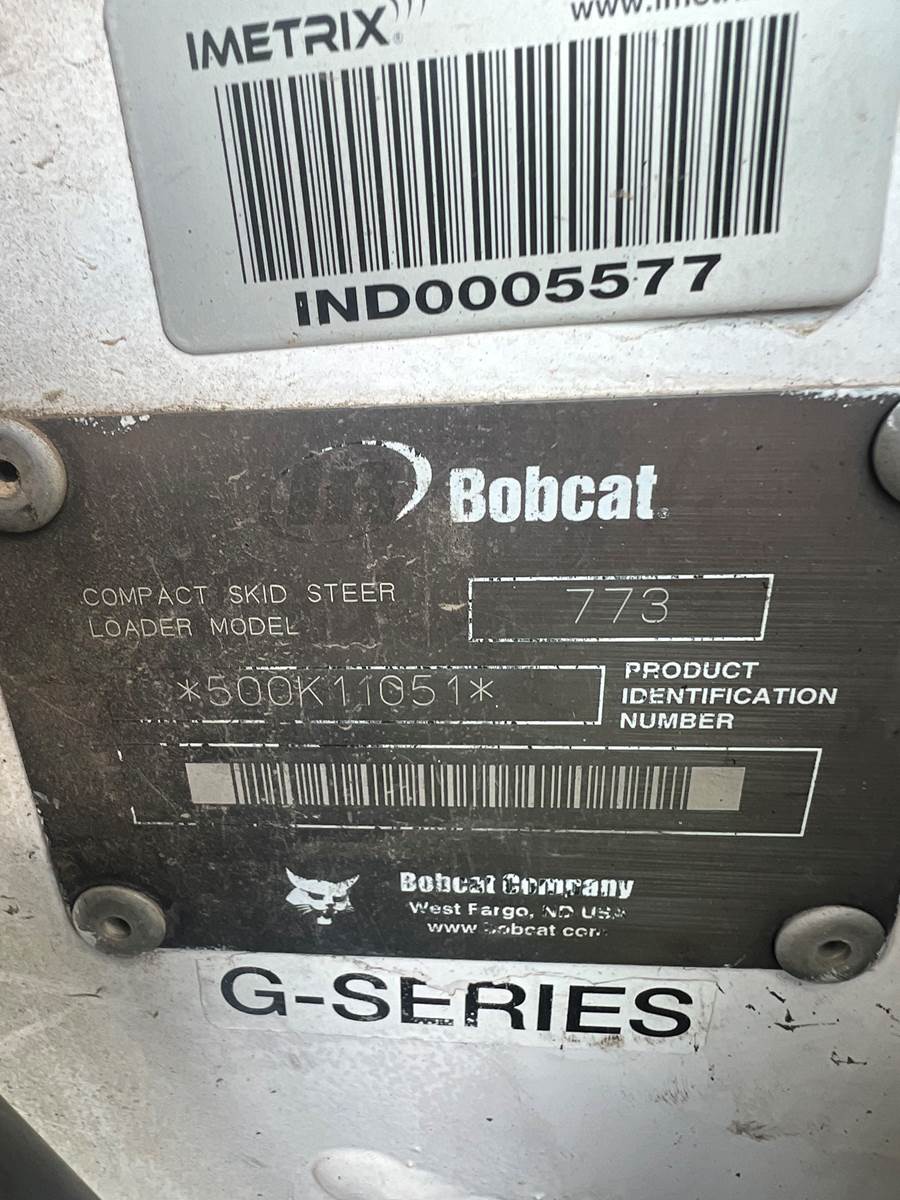 IMETRIX®
IND0005577
Bobcat®
COMPACT SKID STEER
LOADER MODEL
773
*500K11051*
PRODUCT
IDENTIFICATION
NUMBER
Bobcat Company
West Fargo, ND USA
www.bobcat.com
G-SERIES